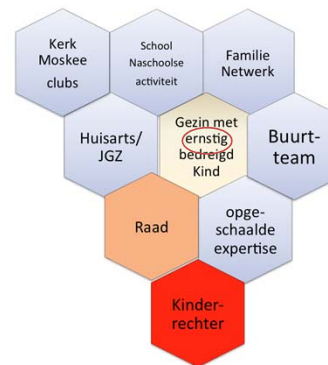 Kerk
Moskee
clubs
School
Naschoolse
activiteit
Familie
Netwerk
Huisarts/
JGZ
Gezin met
ernstig
bedreigd
Kind
Buurt-
team
Raad
opge-
schaalde
expertise
Kinder-
rechter